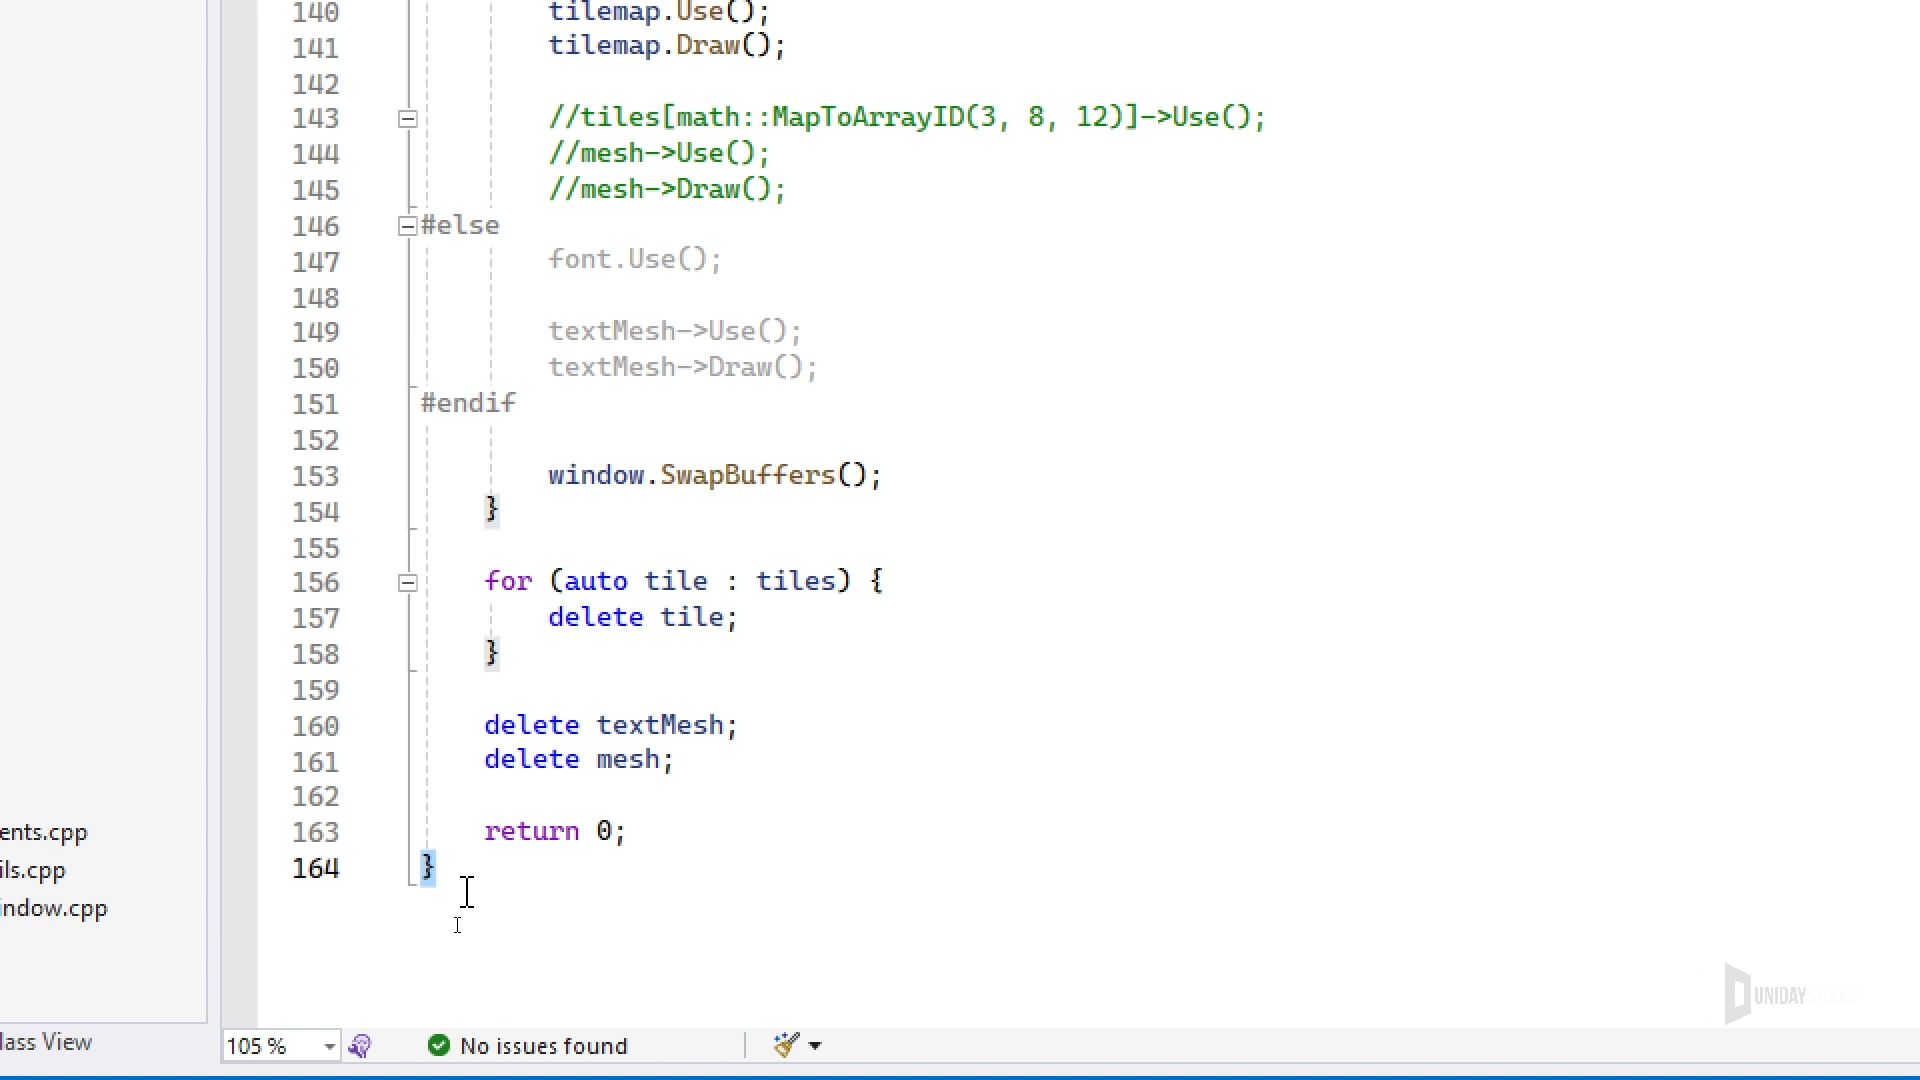 140 tilemap.Use();
141 tilemap.Draw();
142
143 //tiles[math::MapToArrayID(3, 8, 12)]->Use();
144 //mesh->Use();
145 //mesh->Draw();
146 #else
147 font.Use();
148
149 textMesh->Use();
150 textMesh->Draw();
151 #endif
152
153 window.SwapBuffers();
154 }
155
156 for (auto tile : tiles) {
157 delete tile;
158 }
159
160 delete textMesh;
161 delete mesh;
162
163 return 0;
164 }
ents.cpp
ils.cpp
indow.cpp
UNIDAY
lass View
105 %
No issues found